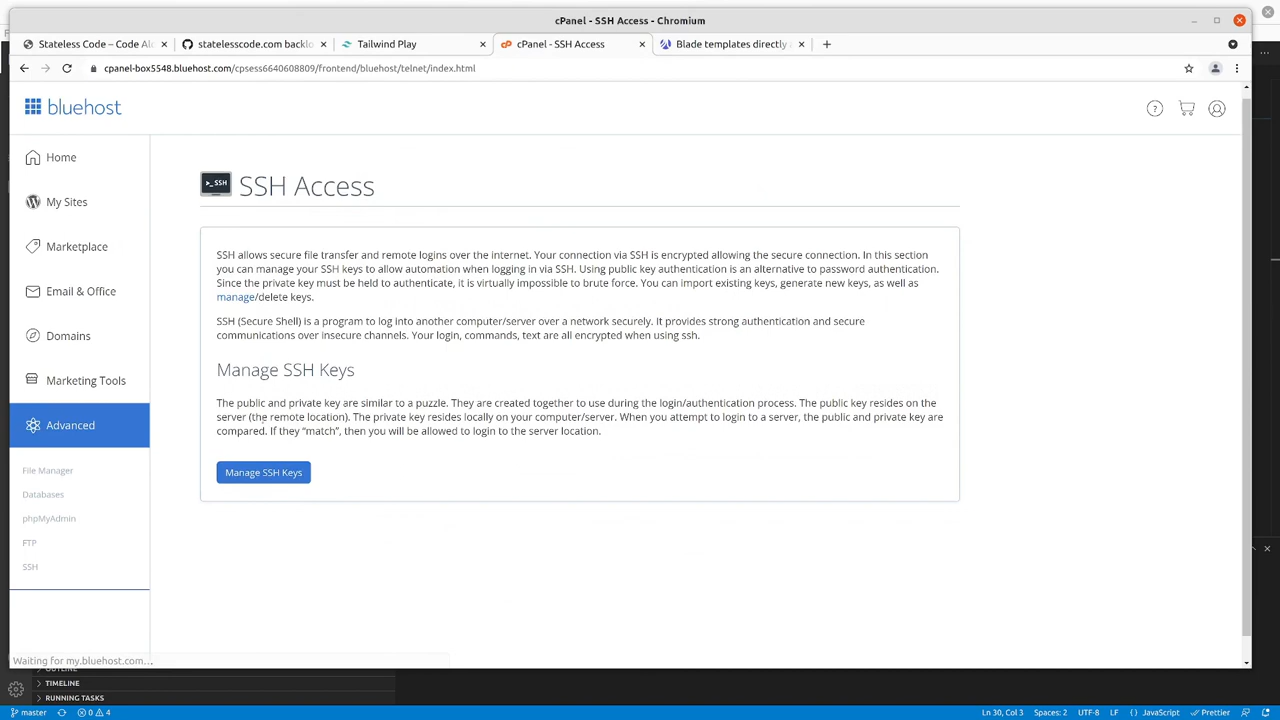 cPanel - SSH Access - Chromium
Stateless Code – Code Al
statelesscode.com backlo
Tailwind Play
cPanel - SSH Access
Blade templates directly
cpanel-box5548.bluehost.com/cpsess6640608809/frontend/bluehost/telnet/index.html
bluehost
Home
My Sites
Marketplace
Email & Office
Domains
Marketing Tools
Advanced
File Manager
Databases
phpMyAdmin
FTP
SSH
>_SSH
SSH Access
SSH allows secure file transfer and remote logins over the internet. Your connection via SSH is encrypted allowing the secure connection. In this section
you can manage your SSH keys to allow automation when logging in via SSH. Using public key authentication is an alternative to password authentication.
Since the private key must be held to authenticate, it is virtually impossible to brute force. You can import existing keys, generate new keys, as well as
manage/delete keys.
SSH (Secure Shell) is a program to log into another computer/server over a network securely. It provides strong authentication and secure
communications over insecure channels. Your login, commands, text are all encrypted when using ssh.
Manage SSH Keys
The public and private key are similar to a puzzle. They are created together to use during the login/authentication process. The public key resides on the
server (the remote location). The private key resides locally on your computer/server. When you attempt to login to a server, the public and private key are
compared. If they “match”, then you will be allowed to login to the server location.
Manage SSH Keys
Waiting for my.bluehost.com...
TIMELINE
RUNNING TASKS
master
0
4
Ln 30, Col 3
Spaces: 2
UTF-8
LF
{ } JavaScript
Prettier